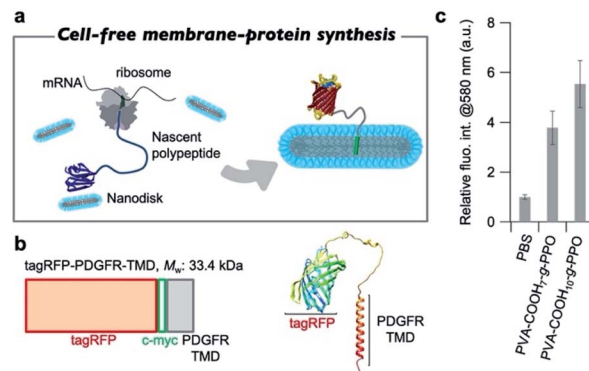 a
Cell-free membrane-protein synthesis
ribosome
mRNA
Nascent
polypeptide
Nanodisk
b
tagRFP-PDGFR-TMD, Mw: 33.4 kDa
tagRFP
c-myc
PDGFR
TMD
tagRFP
PDGFR
TMD
c
Relative fluo. int. @580 nm (a.u.)
8
6
4
2
0
PBS
PVA-COOH7-g-PPO
PVA-COOH10-g-PPO